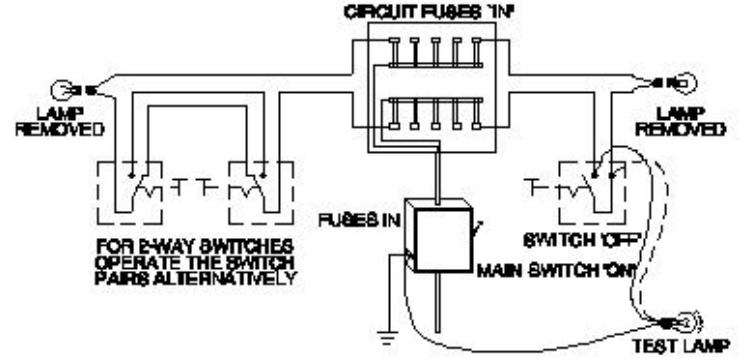 CIRCUIT FUSES 'IN'
LAMP
REMOVED
LAMP
REMOVED
FUSES IN
SWITCH 'OFF'
FOR 2-WAY SWITCHES
OPERATE THE SWITCH
PAIRS ALTERNATIVELY
MAIN SWITCH 'ON'
TEST LAMP